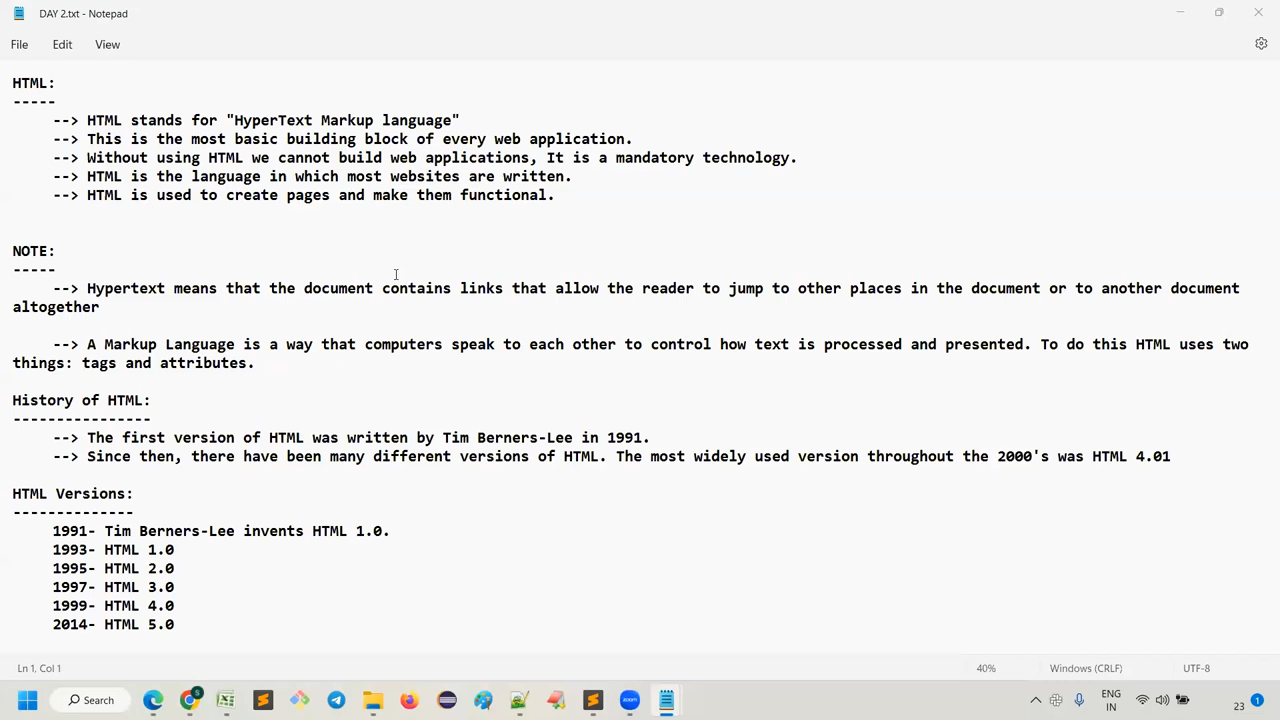 DAY 2.txt - Notepad
File Edit View
HTML:
-----
--> HTML stands for "HyperText Markup language"
--> This is the most basic building block of every web application.
--> Without using HTML we cannot build web applications, It is a mandatory technology.
--> HTML is the language in which most websites are written.
--> HTML is used to create pages and make them functional.
NOTE:
-----
--> Hypertext means that the document contains links that allow the reader to jump to other places in the document or to another document
altogether
--> A Markup Language is a way that computers speak to each other to control how text is processed and presented. To do this HTML uses two
things: tags and attributes.
History of HTML:
----------------
--> The first version of HTML was written by Tim Berners-Lee in 1991.
--> Since then, there have been many different versions of HTML. The most widely used version throughout the 2000's was HTML 4.01
HTML Versions:
--------------
1991- Tim Berners-Lee invents HTML 1.0.
1993- HTML 1.0
1995- HTML 2.0
1997- HTML 3.0
1999- HTML 4.0
2014- HTML 5.0
Ln 1, Col 1 40% Windows (CRLF) UTF-8
Search S ENG
IN 23 1